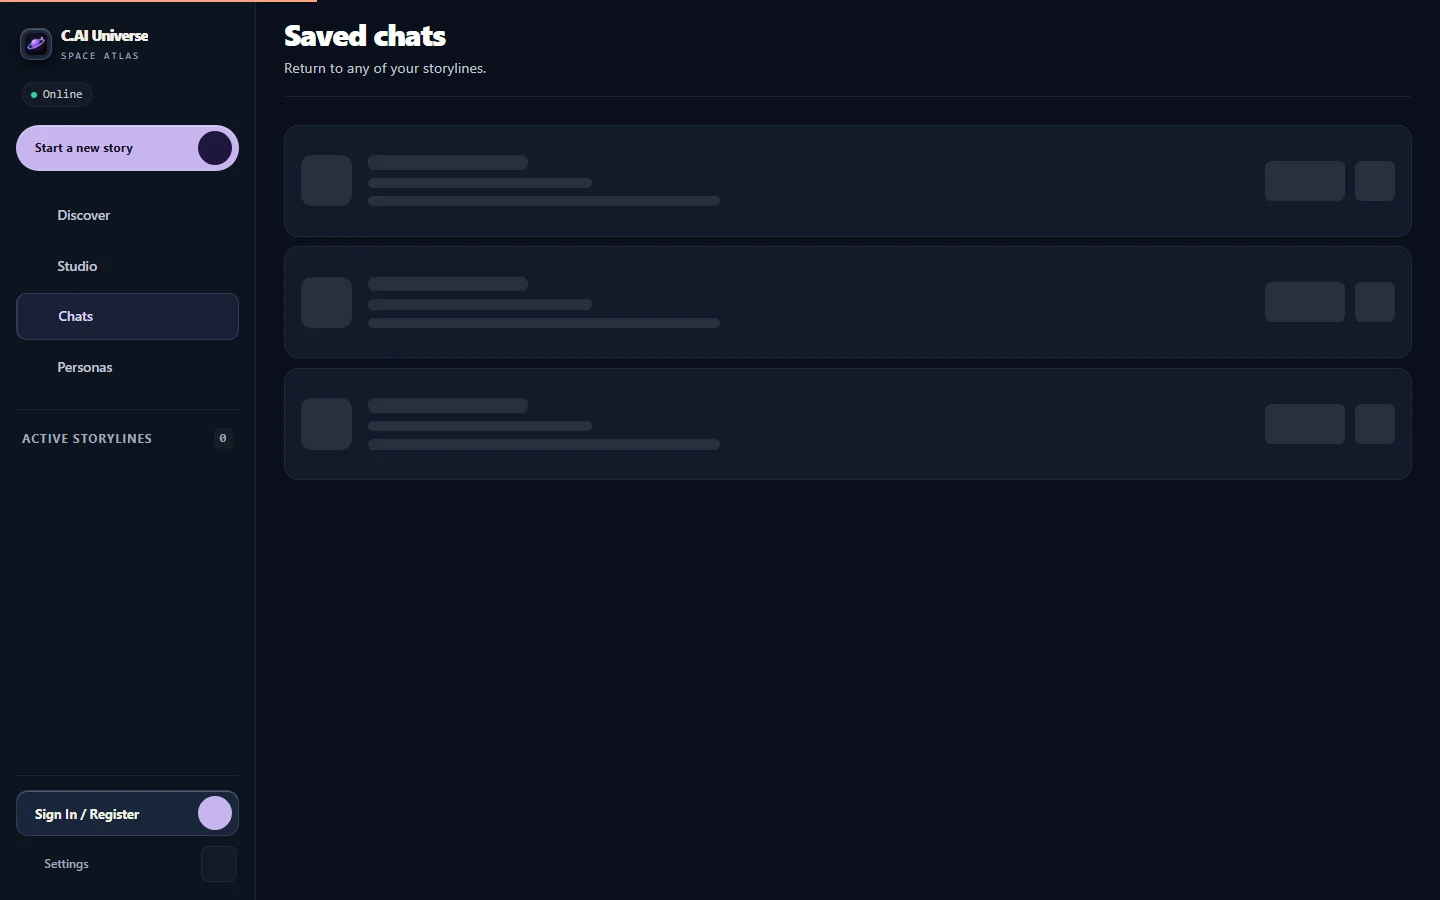 C.AI Universe
SPACE ATLAS
Online
Start a new story
Discover
Studio
Chats
Personas
ACTIVE STORYLINES
0
Sign In / Register
Settings
Saved chats
Return to any of your storylines.